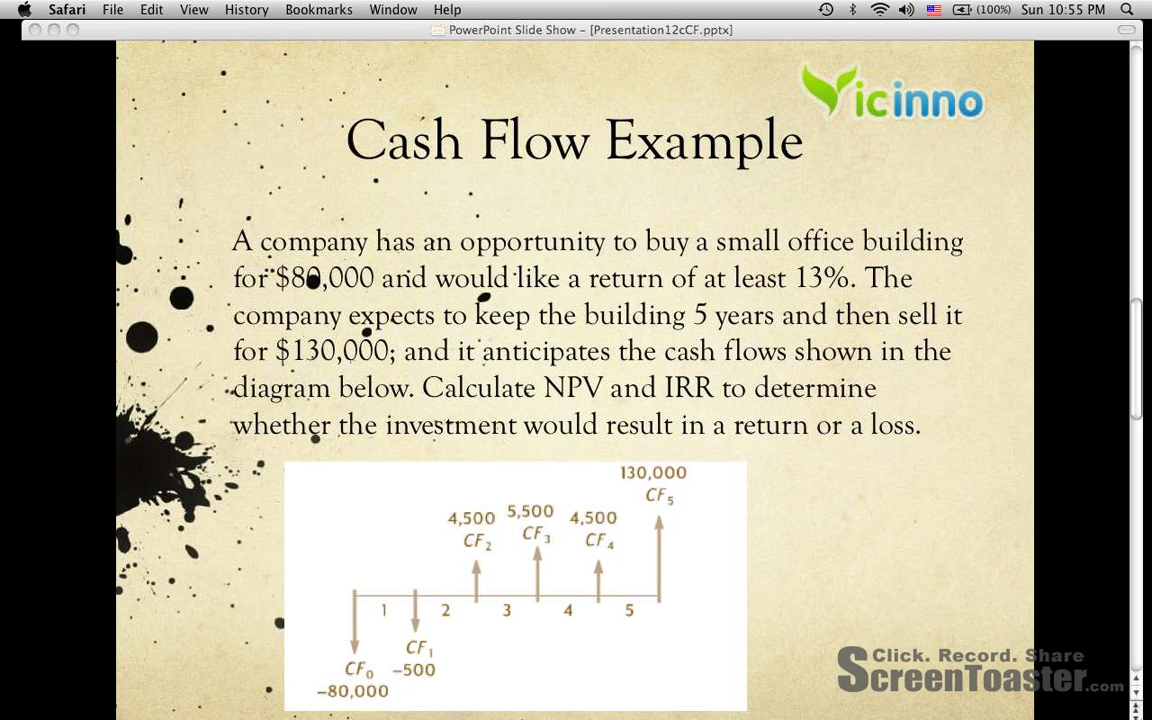 Safari File Edit View History Bookmarks Window Help (100%) Sun 10:55 PM
PowerPoint Slide Show – [Presentation12cCF.pptx]
Vicinno
Cash Flow Example
A company has an opportunity to buy a small office building
for $80,000 and would like a return of at least 13%. The
company expects to keep the building 5 years and then sell it
for $130,000; and it anticipates the cash flows shown in the
diagram below. Calculate NPV and IRR to determine
whether the investment would result in a return or a loss.
130,000
CF5
4,500 5,500 4,500
CF2 CF3 CF4
1 2 3 4 5
CF1
CF0 –500
–80,000
Click. Record. Share
ScreenToaster.com